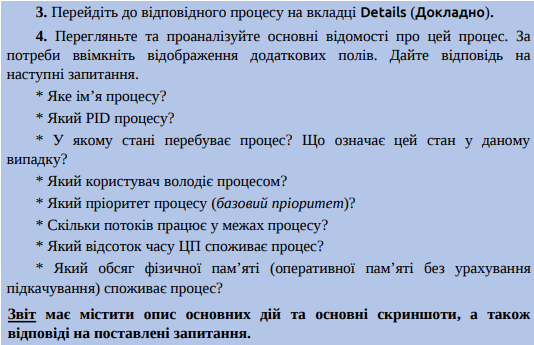 3. Перейдіть до відповідного процесу на вкладці Details (Докладно).
4. Перегляньте та проаналізуйте основні відомості про цей процес. За
потреби ввімкніть відображення додаткових полів. Дайте відповідь на
наступні запитання.
* Яке ім’я процесу?
* Який PID процесу?
* У якому стані перебуває процес? Що означає цей стан у даному
випадку?
* Який користувач володіє процесом?
* Який пріоритет процесу (базовий пріоритет)?
* Скільки потоків працює у межах процесу?
* Який відсоток часу ЦП споживає процес?
* Який обсяг фізичної пам’яті (оперативної пам’яті без урахування
підкачування) споживає процес?
Звіт має містити опис основних дій та основні скриншоти, а також
відповіді на поставлені запитання.